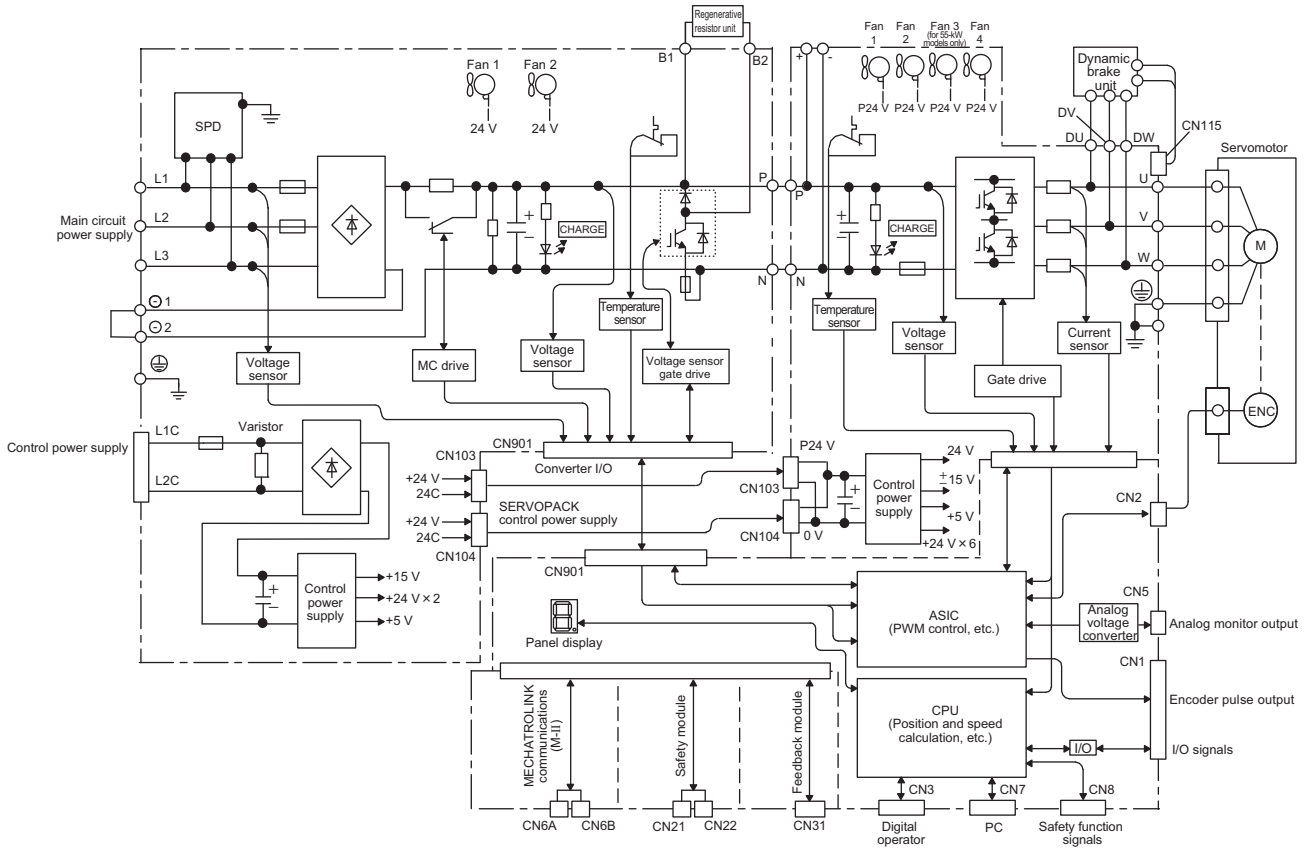 Regenerative
resistor unit
B1
B2
Fan 1
Fan 2
24 V
24 V
SPD
L1
L2
L3
Main circuit
power supply
⊖ 1
⊖ 2
Voltage
sensor
MC drive
Voltage
sensor
Temperature
sensor
Voltage sensor
gate drive
+
−
CHARGE
P
N
Control power supply
L1C
L2C
Varistor
+
−
Control
power
supply
+15 V
+24 V × 2
+5 V
CN901
Converter I/O
CN103
+24 V
24C
+24 V
24C
CN104
SERVOPACK
control power supply
+
-
Fan
1
Fan
2
Fan 3
(for 55-kW
models only)
Fan
4
P24 V
P24 V
P24 V
P24 V
P
N
+
−
CHARGE
Temperature
sensor
Voltage
sensor
Gate drive
Current
sensor
Dynamic
brake
unit
DU
DV
DW
CN115
U
V
W
Servomotor
M
ENC
P24 V
CN103
CN104
0 V
+
−
Control
power
supply
24 V
±15 V
+5 V
+24 V × 6
CN2
CN901
Panel display
ASIC
(PWM control, etc.)
CPU
(Position and speed
calculation, etc.)
Analog
voltage
converter
CN5
Analog monitor output
CN1
Encoder pulse output
I/O
I/O signals
MECHATROLINK
communications
(M-II)
Safety module
Feedback module
CN6A
CN6B
CN21
CN22
CN31
CN3
Digital
operator
CN7
PC
CN8
Safety function
signals